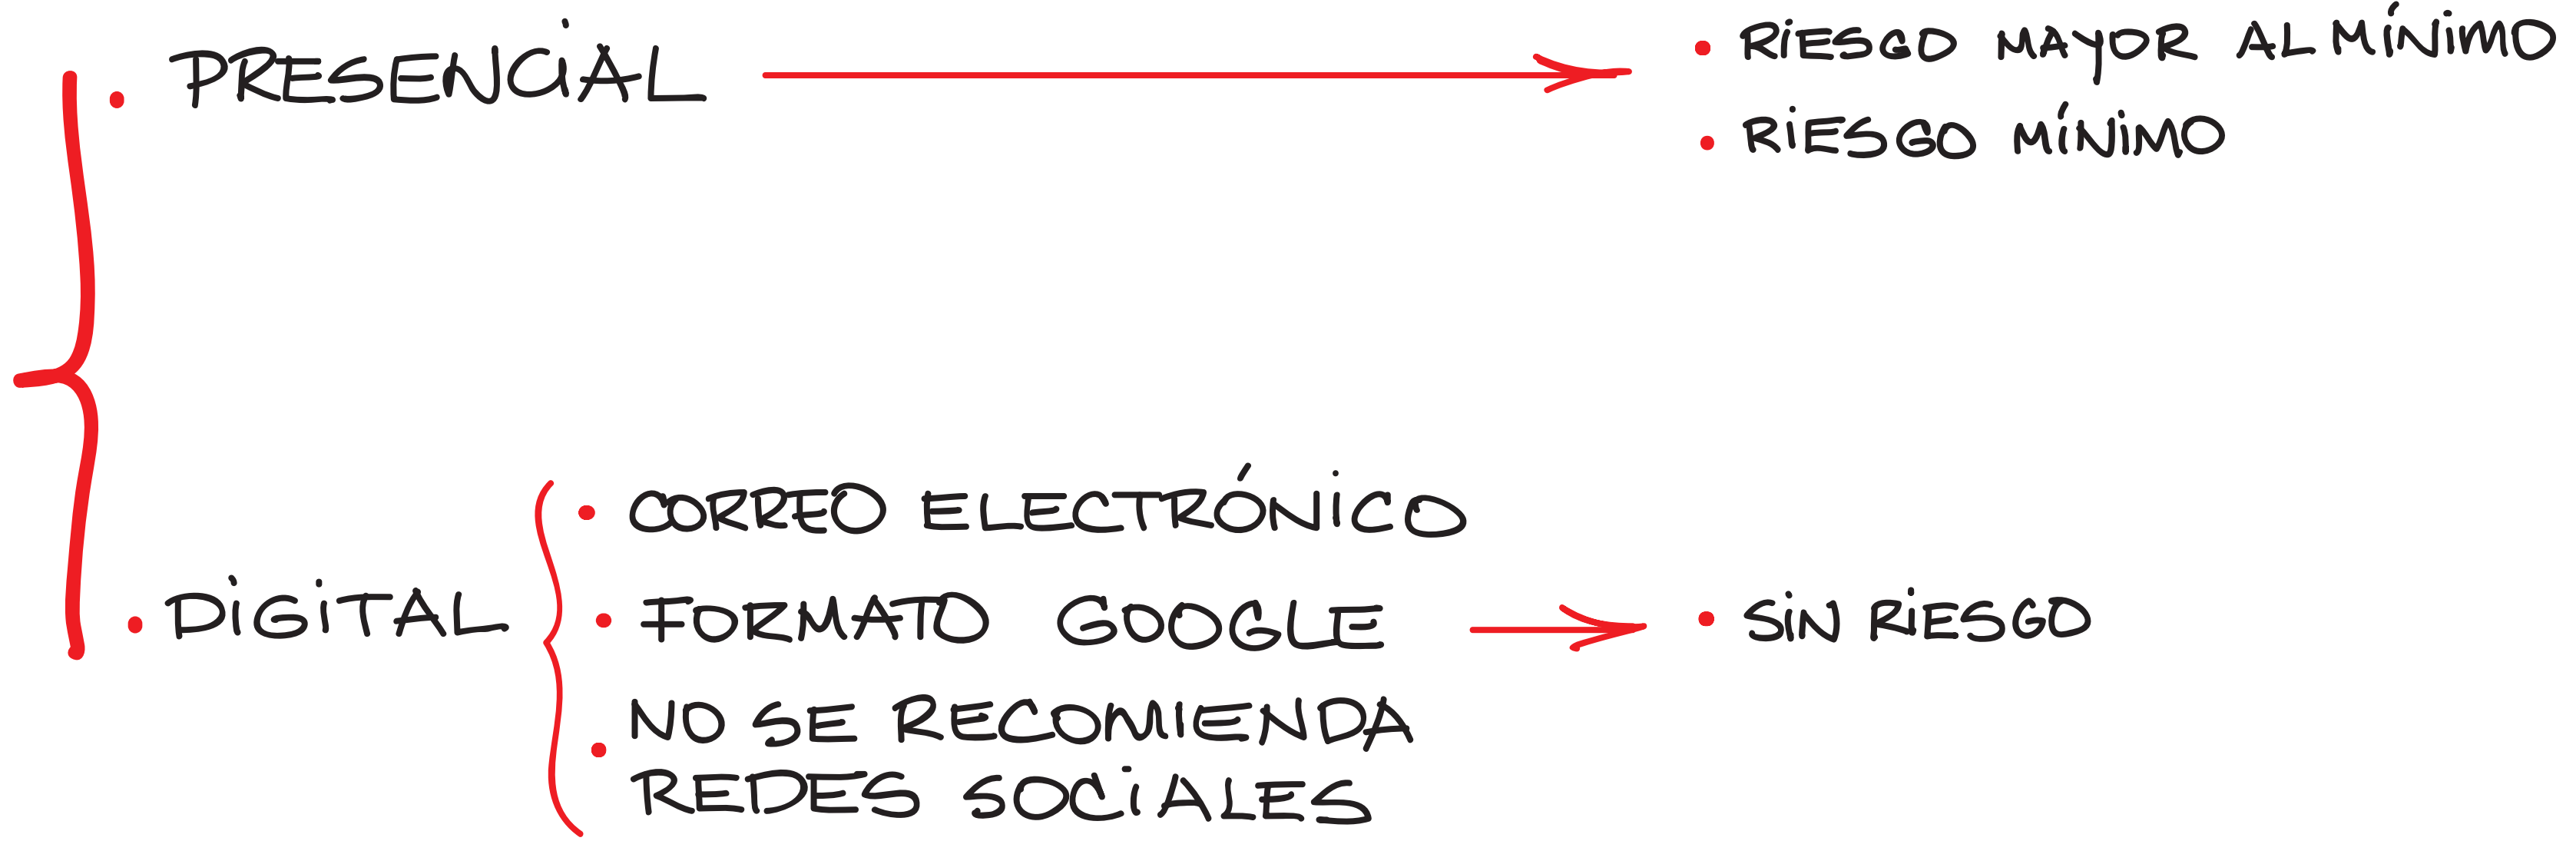 PRESENCiAL
• RiESGO MAYOR AL MÍNiMO
• RiESGO MÍNiMO
• DiGiTAL
• CORREO ELECTRÓNiCO
• FORMATO GOOGLE
• SiN RiESGO
• NO SE RECOMIENDA
REDES SOCiALES